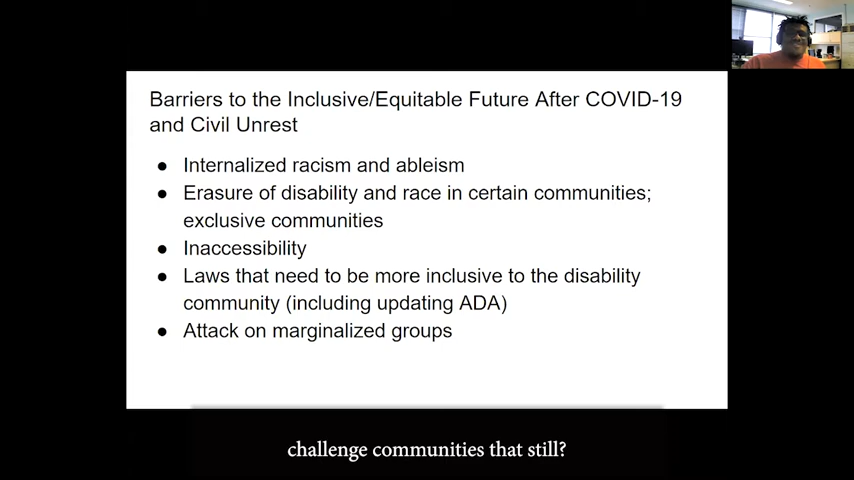 Barriers to the Inclusive/Equitable Future After COVID-19
and Civil Unrest
● Internalized racism and ableism
● Erasure of disability and race in certain communities;
exclusive communities
● Inaccessibility
● Laws that need to be more inclusive to the disability
community (including updating ADA)
● Attack on marginalized groups
challenge communities that still?